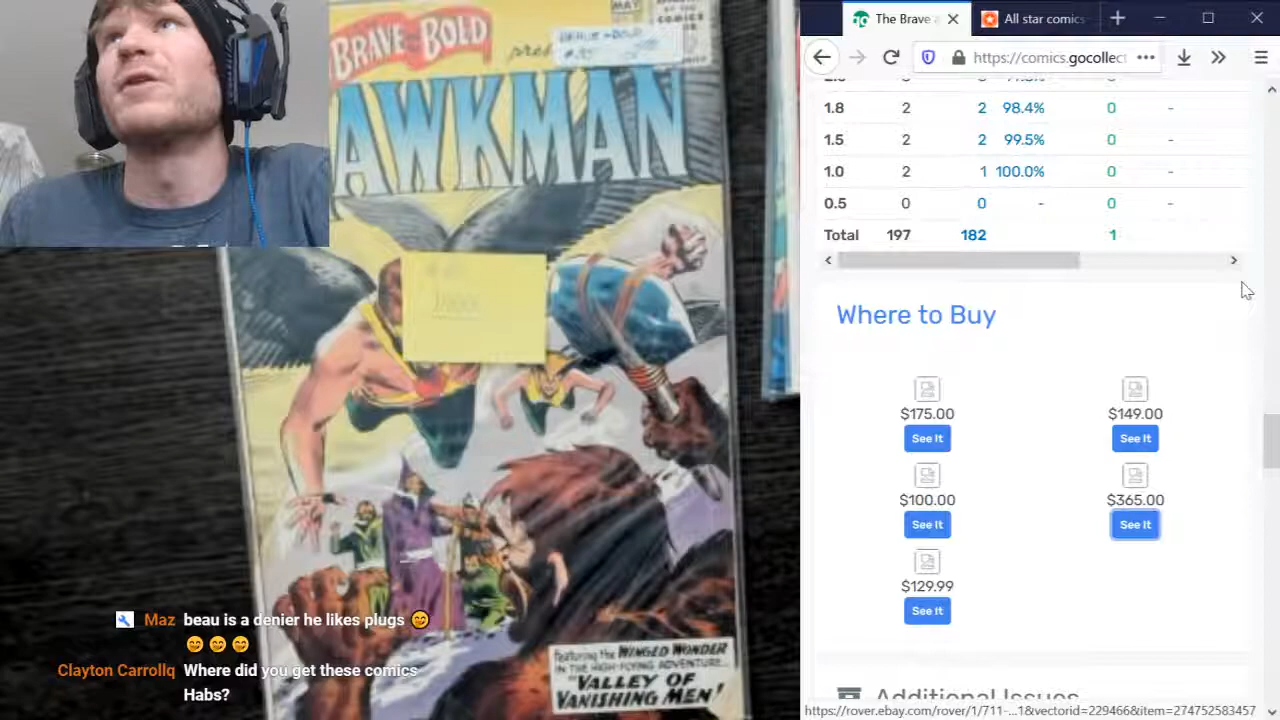 MAY
BRAVE AND BOLD
COMICS
AWKMAN
featuring the WINGED WONDER
IN THE HIGH-FLYING ADVENTURE...
"VALLEY OF
VANISHING MEN!"
Maz beau is a denier he likes plugs 😊
😊 😊 😊
Clayton Carrollq Where did you get these comics
Habs?
The Brave
All star comics
https://comics.gocollect
1.8 2 2 98.4% 0 -
1.5 2 2 99.5% 0 -
1.0 2 1 100.0% 0 -
0.5 0 0 - 0 -
Total 197 182 1
Where to Buy
$175.00 $149.00
See It See It
$100.00 $365.00
See It See It
$129.99
See It
Additional Issues
https://rover.ebay.com/rover/1/711-...1&vectorid=229466&item=274752583457